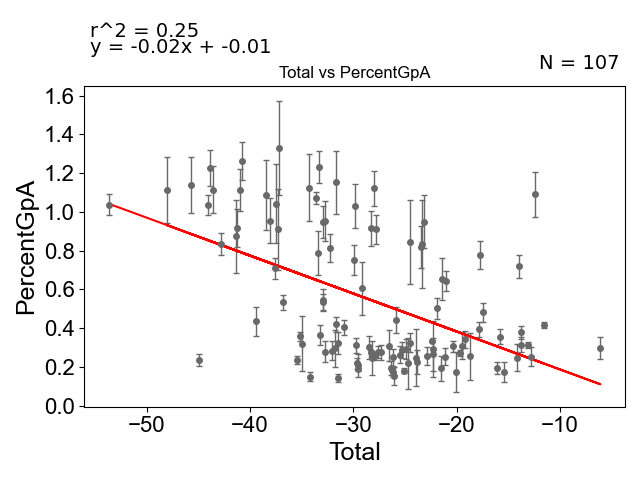 r^2 = 0.25
y = -0.02x + -0.01
N = 107
Total vs PercentGpA
PercentGpA
1.6
1.4
1.2
1.0
0.8
0.6
0.4
0.2
0.0
−50 −40 −30 −20 −10
Total